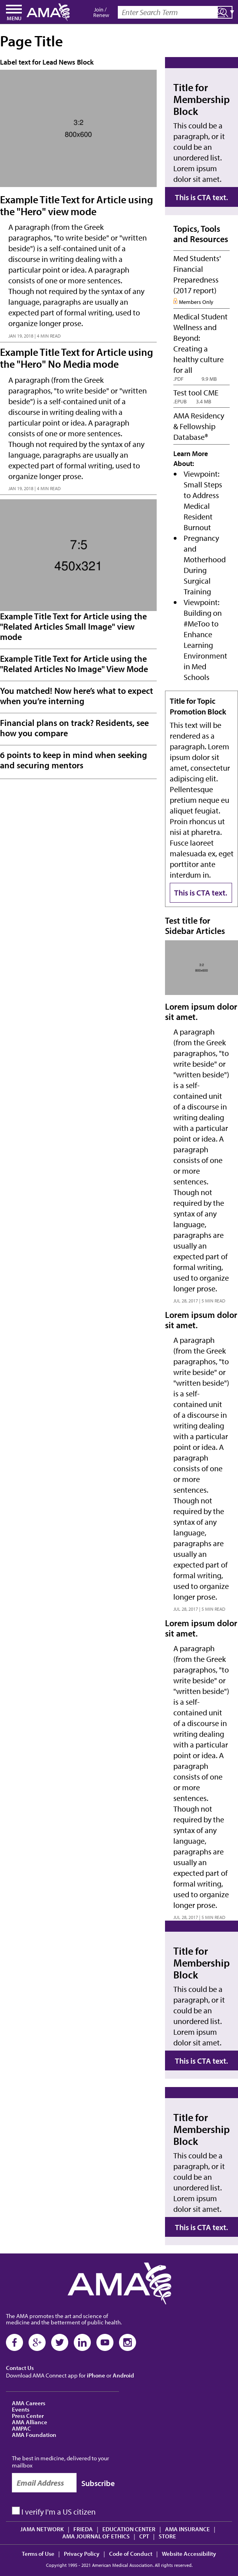 MENU
AMA
Join /
Renew
Enter Search Term
Page Title
Label text for Lead News Block
3:2
800x600
Example Title Text for Article using
the "Hero" view mode
A paragraph (from the Greek
paragraphos, "to write beside" or "written
beside") is a self-contained unit of a
discourse in writing dealing with a
particular point or idea. A paragraph
consists of one or more sentences.
Though not required by the syntax of any
language, paragraphs are usually an
expected part of formal writing, used to
organize longer prose.
JAN 19, 2018 | 4 MIN READ
Example Title Text for Article using
the "Hero" No Media mode
A paragraph (from the Greek
paragraphos, "to write beside" or "written
beside") is a self-contained unit of a
discourse in writing dealing with a
particular point or idea. A paragraph
consists of one or more sentences.
Though not required by the syntax of any
language, paragraphs are usually an
expected part of formal writing, used to
organize longer prose.
JAN 19, 2018 | 4 MIN READ
7:5
450x321
Example Title Text for Article using the
"Related Articles Small Image" view
mode
Example Title Text for Article using the
"Related Articles No Image" View Mode
You matched! Now here's what to expect
when you're interning
Financial plans on track? Residents, see
how you compare
6 points to keep in mind when seeking
and securing mentors
Title for
Membership
Block
This could be a
paragraph, or it
could be an
unordered list.
Lorem ipsum
dolor sit amet.
This is CTA text.
Topics, Tools
and Resources
Med Students'
Financial
Preparedness
(2017 report)
Members Only
Medical Student
Wellness and
Beyond:
Creating a
healthy culture
for all
.PDF 9.9 MB
Test tool CME
.EPUB 3.4 MB
AMA Residency
& Fellowship
Database®
Learn More
About:
• Viewpoint:
Small Steps
to Address
Medical
Resident
Burnout
• Pregnancy
and
Motherhood
During
Surgical
Training
• Viewpoint:
Building on
#MeToo to
Enhance
Learning
Environment
in Med
Schools
Title for Topic
Promotion Block
This text will be
rendered as a
paragraph. Lorem
ipsum dolor sit
amet, consectetur
adipiscing elit.
Pellentesque
pretium neque eu
aliquet feugiat.
Proin rhoncus ut
nisi at pharetra.
Fusce laoreet
malesuada ex, eget
porttitor ante
interdum in.
This is CTA text.
Test title for
Sidebar Articles
Lorem ipsum dolor
sit amet.
A paragraph
(from the Greek
paragraphos, "to
write beside" or
"written beside")
is a self-
contained unit
of a discourse in
writing dealing
with a particular
point or idea. A
paragraph
consists of one
or more
sentences.
Though not
required by the
syntax of any
language,
paragraphs are
usually an
expected part of
formal writing,
used to organize
longer prose.
JUL 28, 2017 | 5 MIN READ
Lorem ipsum dolor
sit amet.
A paragraph
(from the Greek
paragraphos, "to
write beside" or
"written beside")
is a self-
contained unit
of a discourse in
writing dealing
with a particular
point or idea. A
paragraph
consists of one
or more
sentences.
Though not
required by the
syntax of any
language,
paragraphs are
usually an
expected part of
formal writing,
used to organize
longer prose.
JUL 28, 2017 | 5 MIN READ
Lorem ipsum dolor
sit amet.
A paragraph
(from the Greek
paragraphos, "to
write beside" or
"written beside")
is a self-
contained unit
of a discourse in
writing dealing
with a particular
point or idea. A
paragraph
consists of one
or more
sentences.
Though not
required by the
syntax of any
language,
paragraphs are
usually an
expected part of
formal writing,
used to organize
longer prose.
JUL 28, 2017 | 5 MIN READ
Title for
Membership
Block
This could be a
paragraph, or it
could be an
unordered list.
Lorem ipsum
dolor sit amet.
This is CTA text.
Title for
Membership
Block
This could be a
paragraph, or it
could be an
unordered list.
Lorem ipsum
dolor sit amet.
This is CTA text.
AMA
The AMA promotes the art and science of
medicine and the betterment of public health.
Contact Us
Download AMA Connect app for iPhone or Android
AMA Careers
Events
Press Center
AMA Alliance
AMPAC
AMA Foundation
The best in medicine, delivered to your
mailbox
Email Address
Subscribe
I verify I'm a US citizen
JAMA NETWORK | FRIEDA | EDUCATION CENTER | AMA INSURANCE |
AMA JOURNAL OF ETHICS | CPT | STORE
Terms of Use | Privacy Policy | Code of Conduct | Website Accessibility
Copyright 1995 - 2021 American Medical Association. All rights reserved.